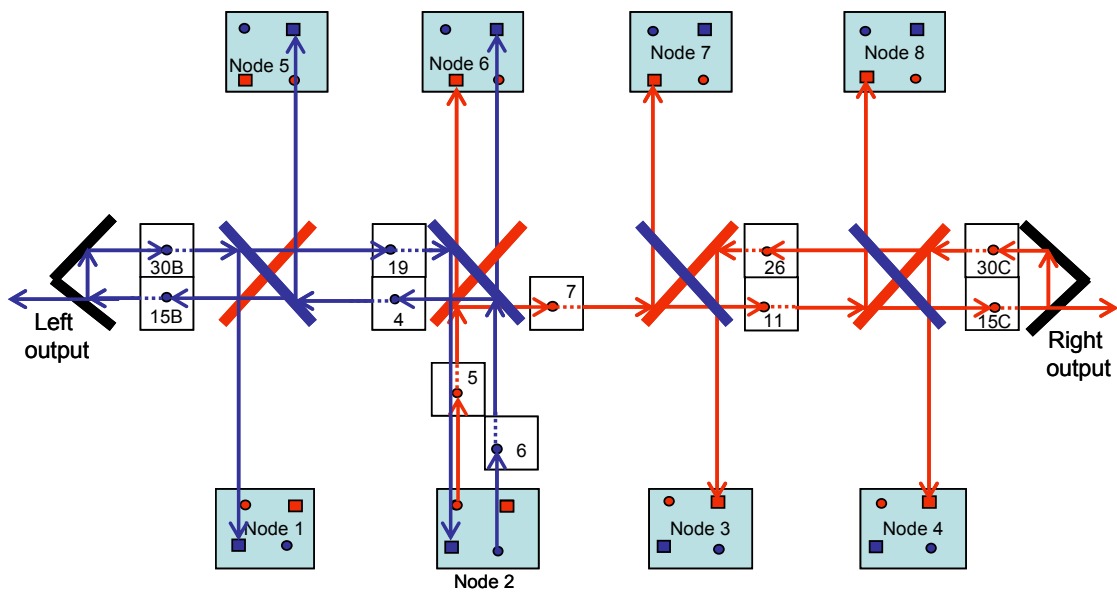 Node 5
Node 6
Node 7
Node 8
30B
19
26
30C
15B
4
7
11
15C
Left
output
Right
output
5
6
Node 1
Node 2
Node 3
Node 4